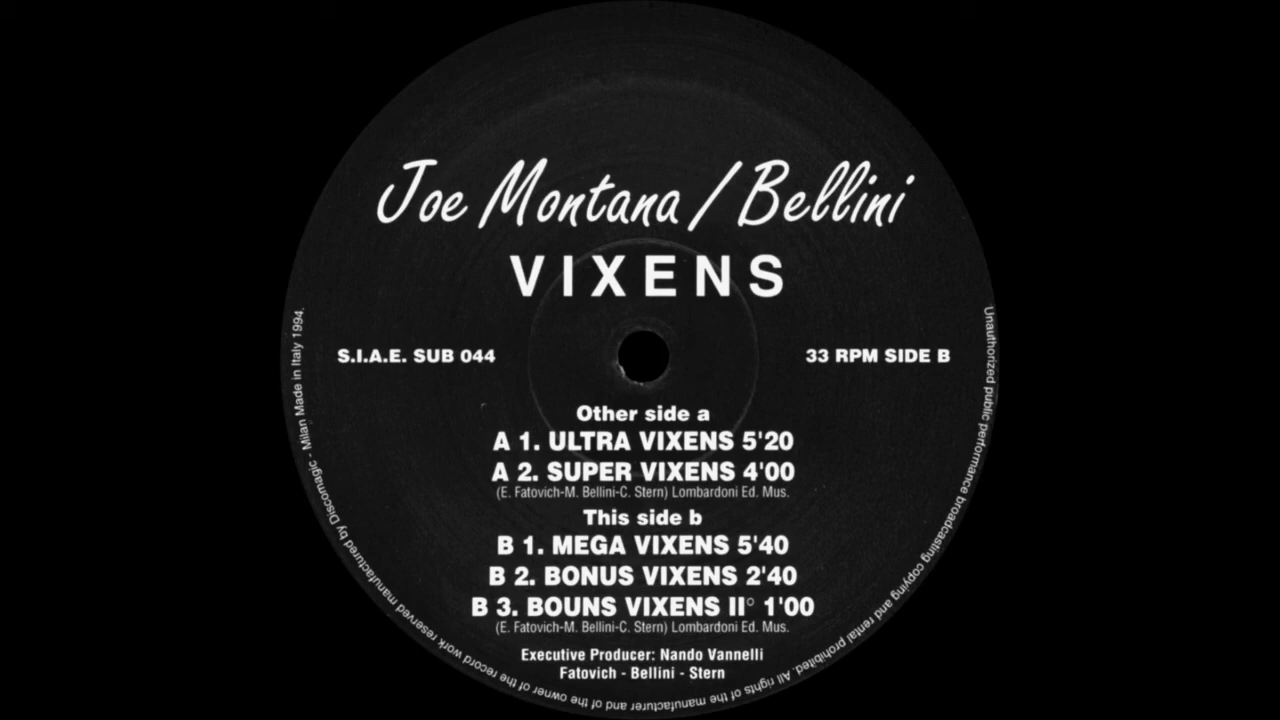 Joe Montana / Bellini
VIXENS
S.I.A.E. SUB 044
33 RPM SIDE B
Other side a
A 1. ULTRA VIXENS 5'20
A 2. SUPER VIXENS 4'00
(E. Fatovich-M. Bellini-C. Stern) Lombardoni Ed. Mus.
This side b
B 1. MEGA VIXENS 5'40
B 2. BONUS VIXENS 2'40
B 3. BOUNS VIXENS II° 1'00
(E. Fatovich-M. Bellini-C. Stern) Lombardoni Ed. Mus.
Executive Producer: Nando Vannelli
Fatovich - Bellini - Stern
Unauthorized public performance broadcasting copying and rental prohibited. All rights of the manufacturer and of the owner of the record work reserved manufactured by Discomagic - Milan Made in Italy 1994.